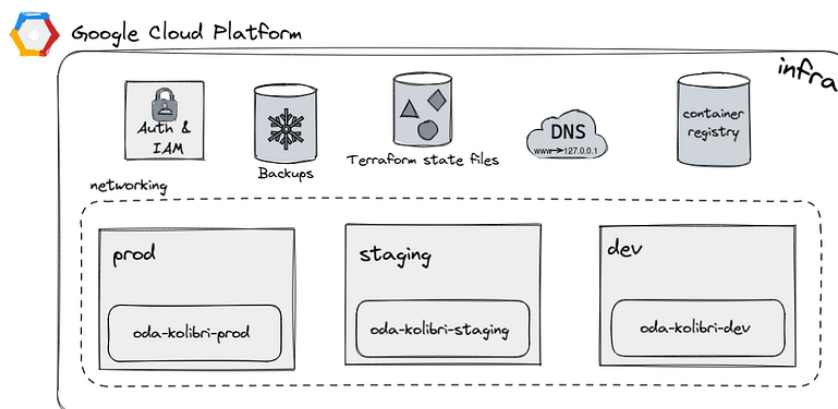 Google Cloud Platform
infra
Auth &
IAM
Backups
Terraform state files
DNS
www→127.0.0.1
container
registry
networking
prod
staging
dev
oda-kolibri-prod
oda-kolibri-staging
oda-kolibri-dev